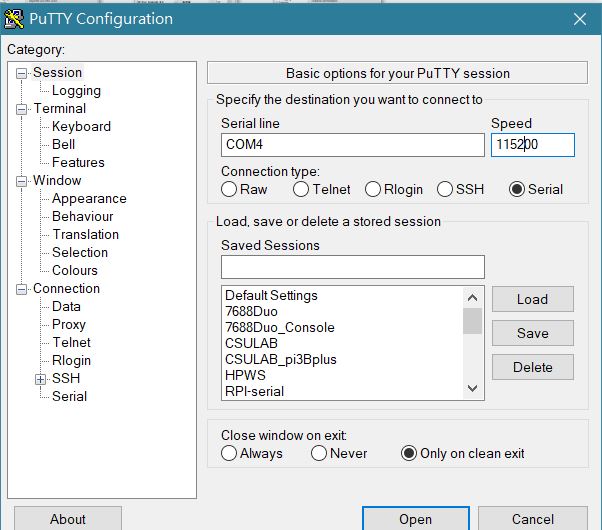 PuTTY Configuration
Category:
Session
Logging
Terminal
Keyboard
Bell
Features
Window
Appearance
Behaviour
Translation
Selection
Colours
Connection
Data
Proxy
Telnet
Rlogin
SSH
Serial
Basic options for your PuTTY session
Specify the destination you want to connect to
Serial line Speed
COM4 115200
Connection type:
Raw Telnet Rlogin SSH Serial
Load, save or delete a stored session
Saved Sessions
Default Settings
7688Duo
7688Duo_Console
CSULAB
CSULAB_pi3Bplus
HPWS
RPI-serial
Load
Save
Delete
Close window on exit:
Always Never Only on clean exit
About Open Cancel